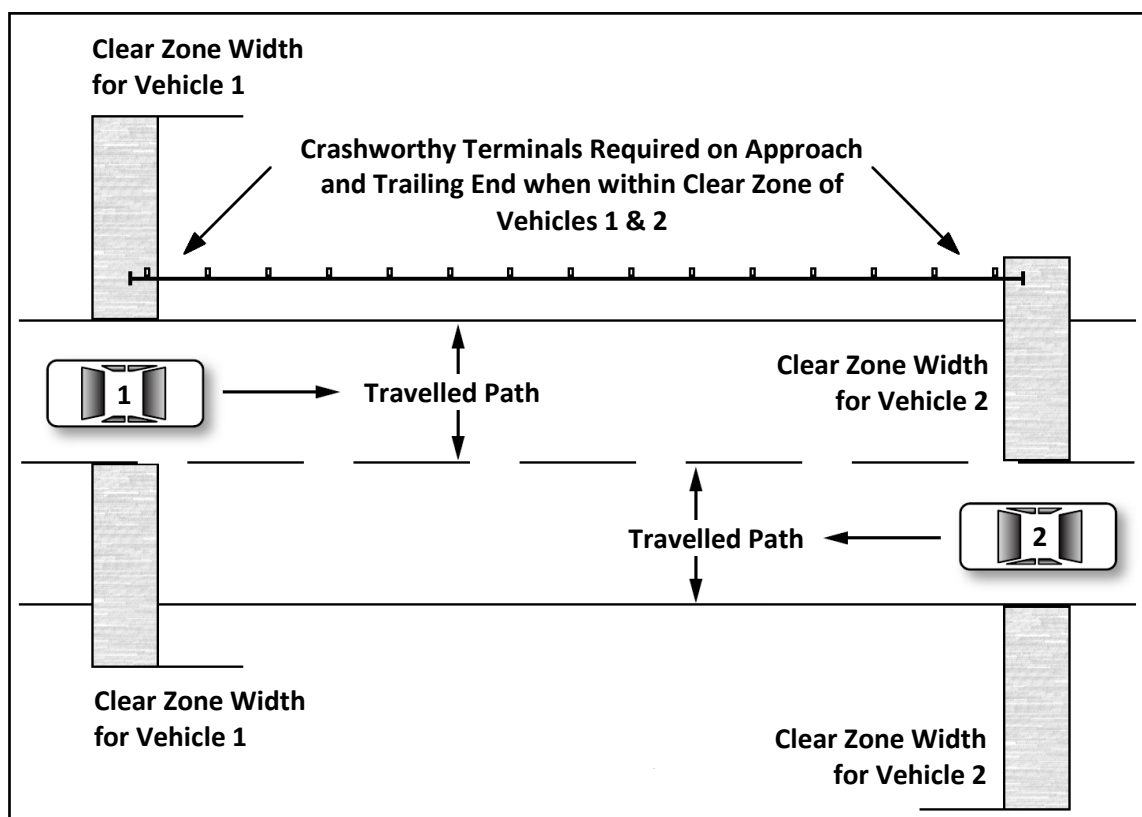 Clear Zone Width
for Vehicle 1
Crashworthy Terminals Required on Approach
and Trailing End when within Clear Zone of
Vehicles 1 & 2
1
Travelled Path
Clear Zone Width
for Vehicle 2
Travelled Path
2
Clear Zone Width
for Vehicle 1
Clear Zone Width
for Vehicle 2